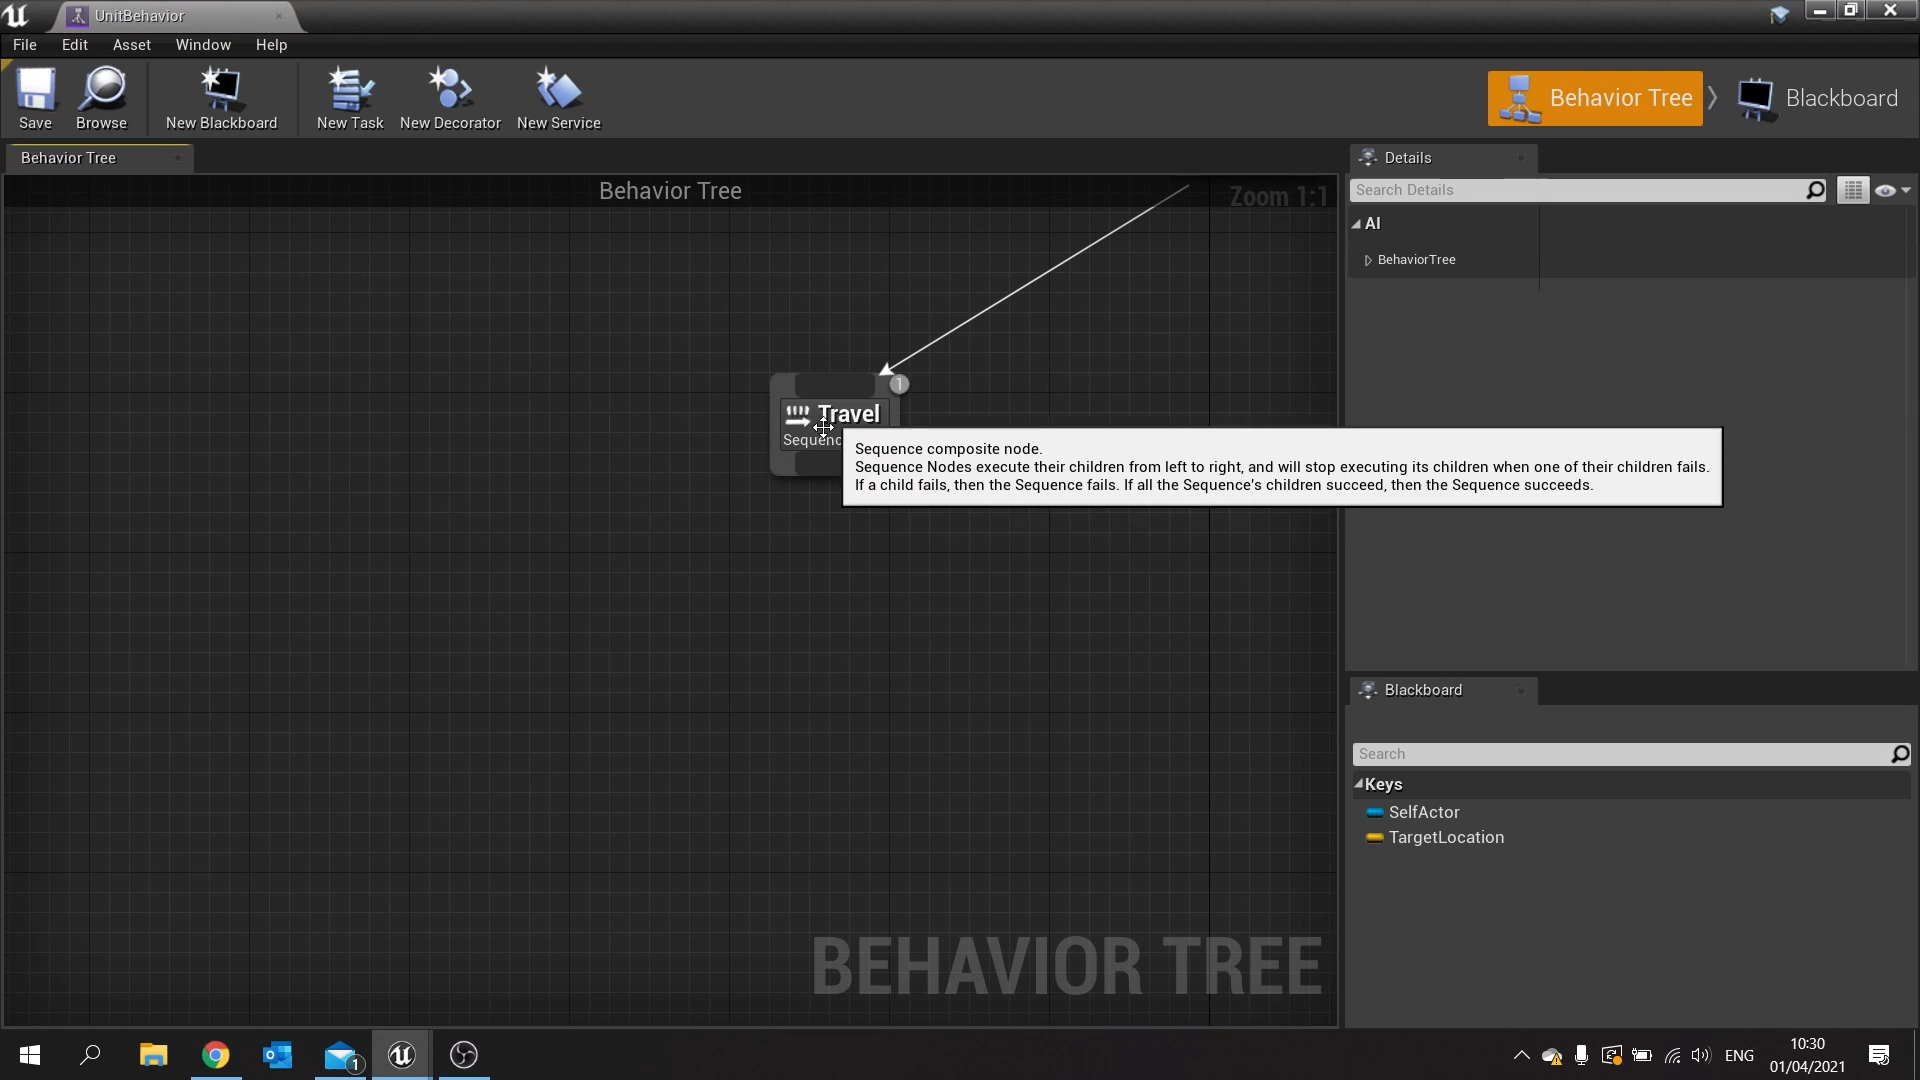 UnitBehavior
File Edit Asset Window Help
Save Browse New Blackboard New Task New Decorator New Service Behavior Tree Blackboard
Behavior Tree
Behavior Tree
Zoom 1:1
1
Travel
Sequenc
Sequence composite node.
Sequence Nodes execute their children from left to right, and will stop executing its children when one of their children fails.
If a child fails, then the Sequence fails. If all the Sequence's children succeed, then the Sequence succeeds.
BEHAVIOR TREE
Details
Search Details
AI
BehaviorTree
Blackboard
Search
Keys
SelfActor
TargetLocation
1
ENG
10:30
01/04/2021